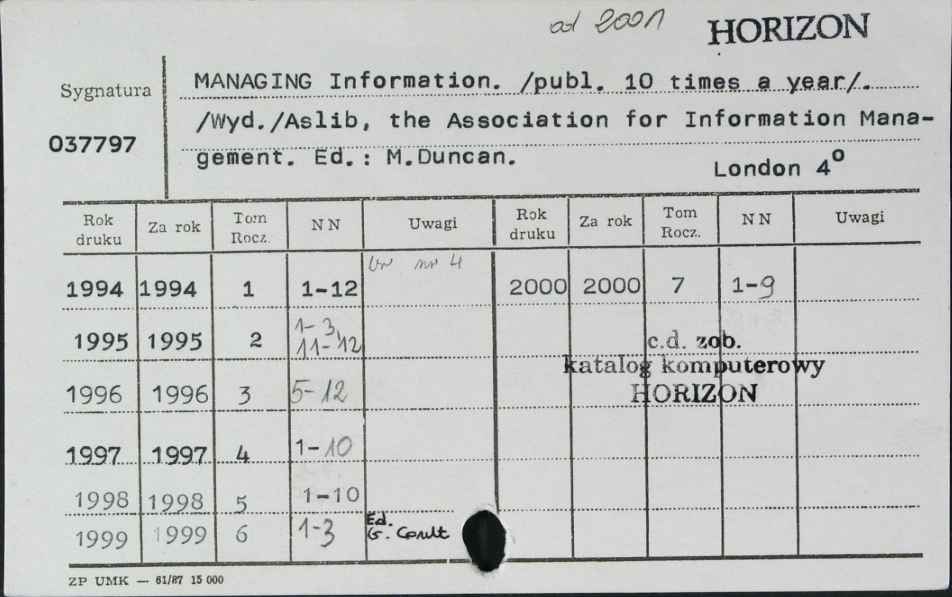 od 2001 HORIZON
Sygnatura
037797
MANAGING Information. /publ. 10 times a year/.
/Wyd./Aslib, the Association for Information Mana-
gement. Ed.: M.Duncan.
London 4º
Rok druku Za rok Tom Rocz. NN Uwagi Rok druku Za rok Tom Rocz. NN Uwagi
1994 1994 1 1-12 nr 4 2000 2000 7 1-9
1995 1995 2 1-3, 11-12
c.d. zob.
katalog komputerowy
HORIZON
1996 1996 3 5-12
1997 1997 4 1-10
1998 1998 5 1-10
1999 1999 6 1-3 Ed. G. Coult
ZP UMK — 61/87 15 000